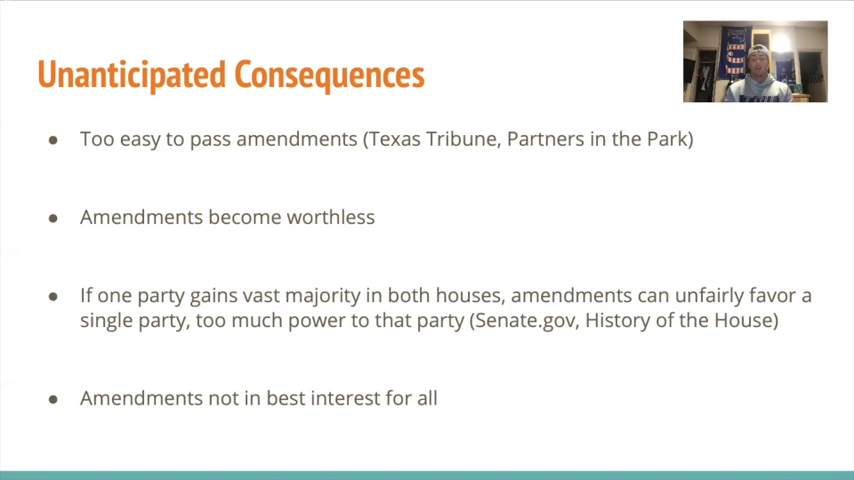 Unanticipated Consequences
● Too easy to pass amendments (Texas Tribune, Partners in the Park)
● Amendments become worthless
● If one party gains vast majority in both houses, amendments can unfairly favor a
single party, too much power to that party (Senate.gov, History of the House)
● Amendments not in best interest for all